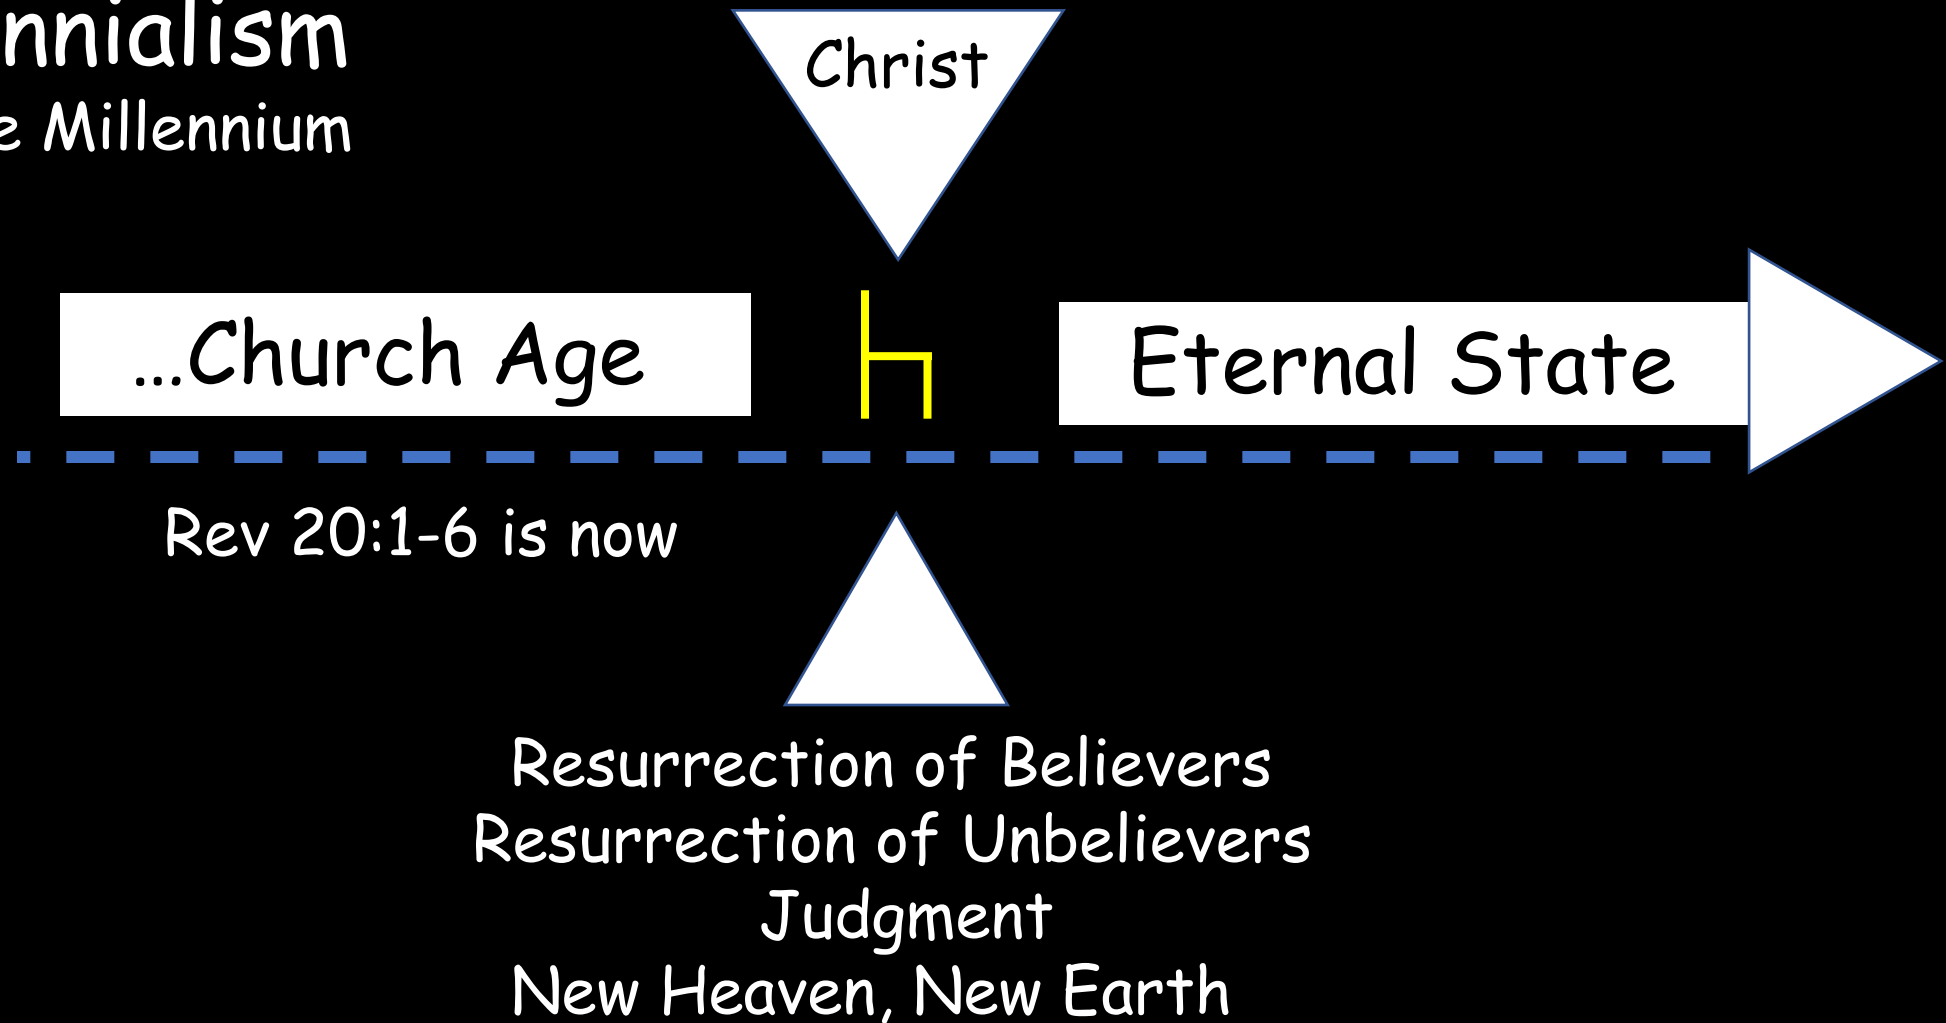 nnialism
e Millennium
Christ
...Church Age
Eternal State
Rev 20:1-6 is now
Resurrection of Believers
Resurrection of Unbelievers
Judgment
New Heaven, New Earth